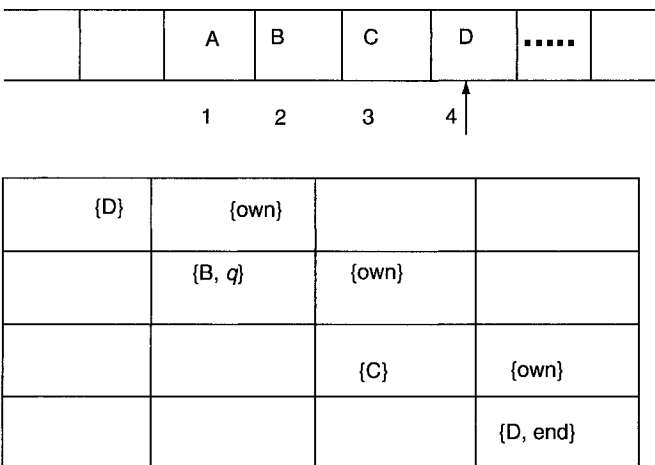 A B C D .....
1 2 3 4
{D} {own}
{B, q} {own}
{C} {own}
{D, end}